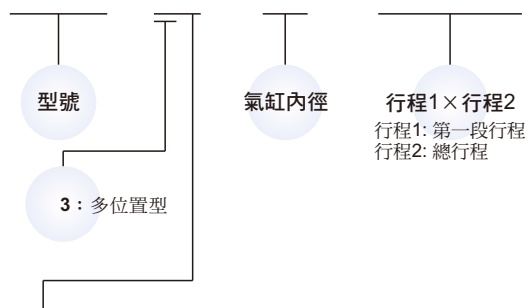 型號
氣缸內徑
行程1×行程2
行程1: 第一段行程
行程2: 總行程
3：多位置型